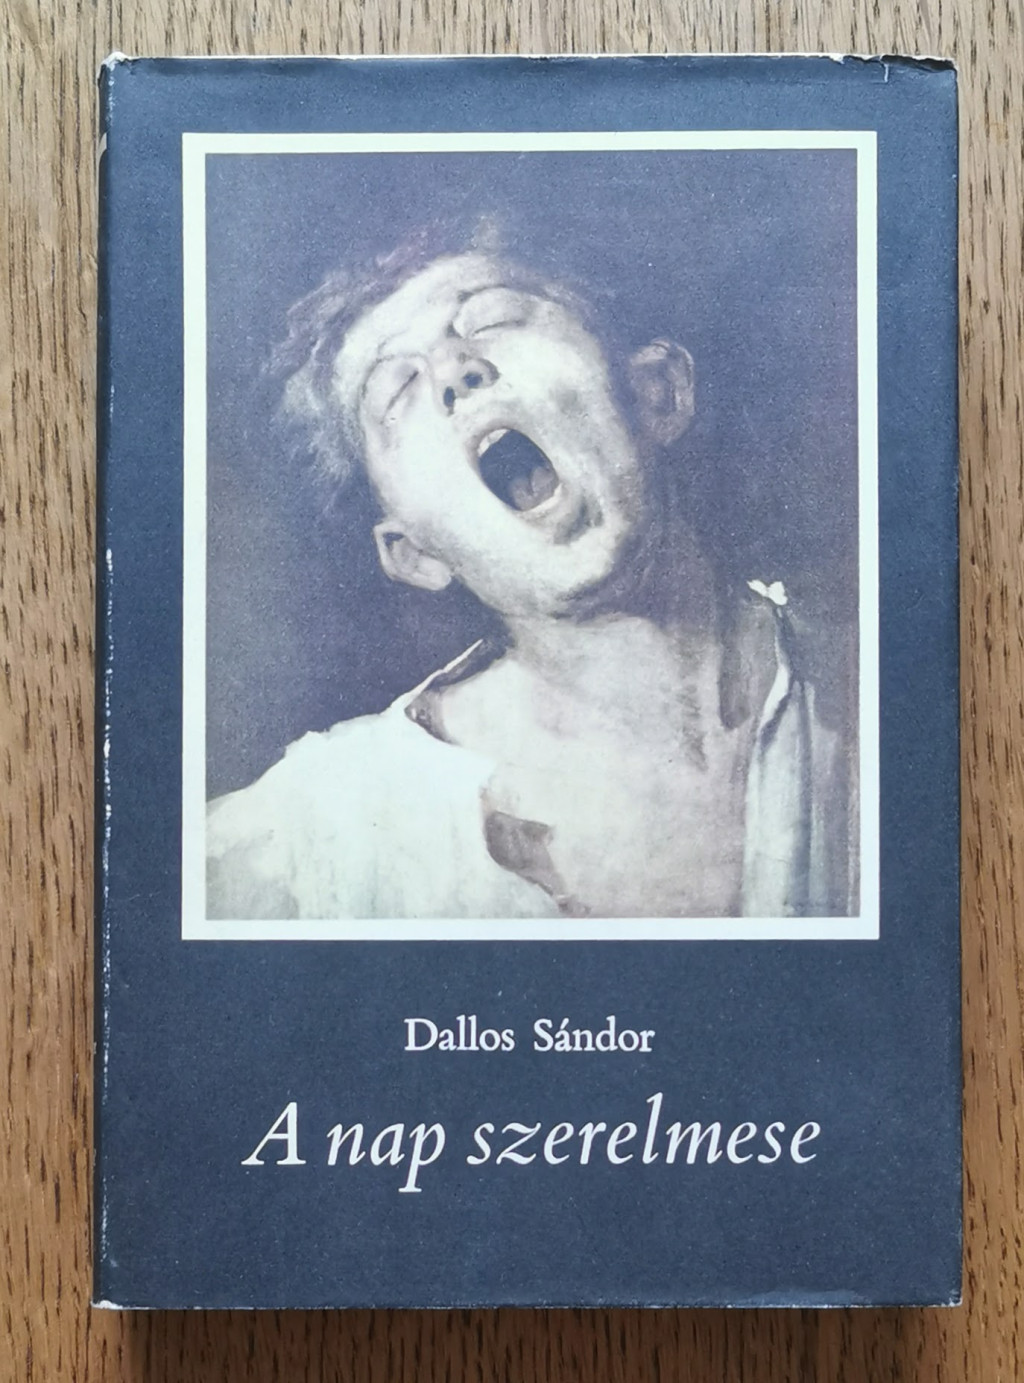 Dallos Sándor
A nap szerelmese